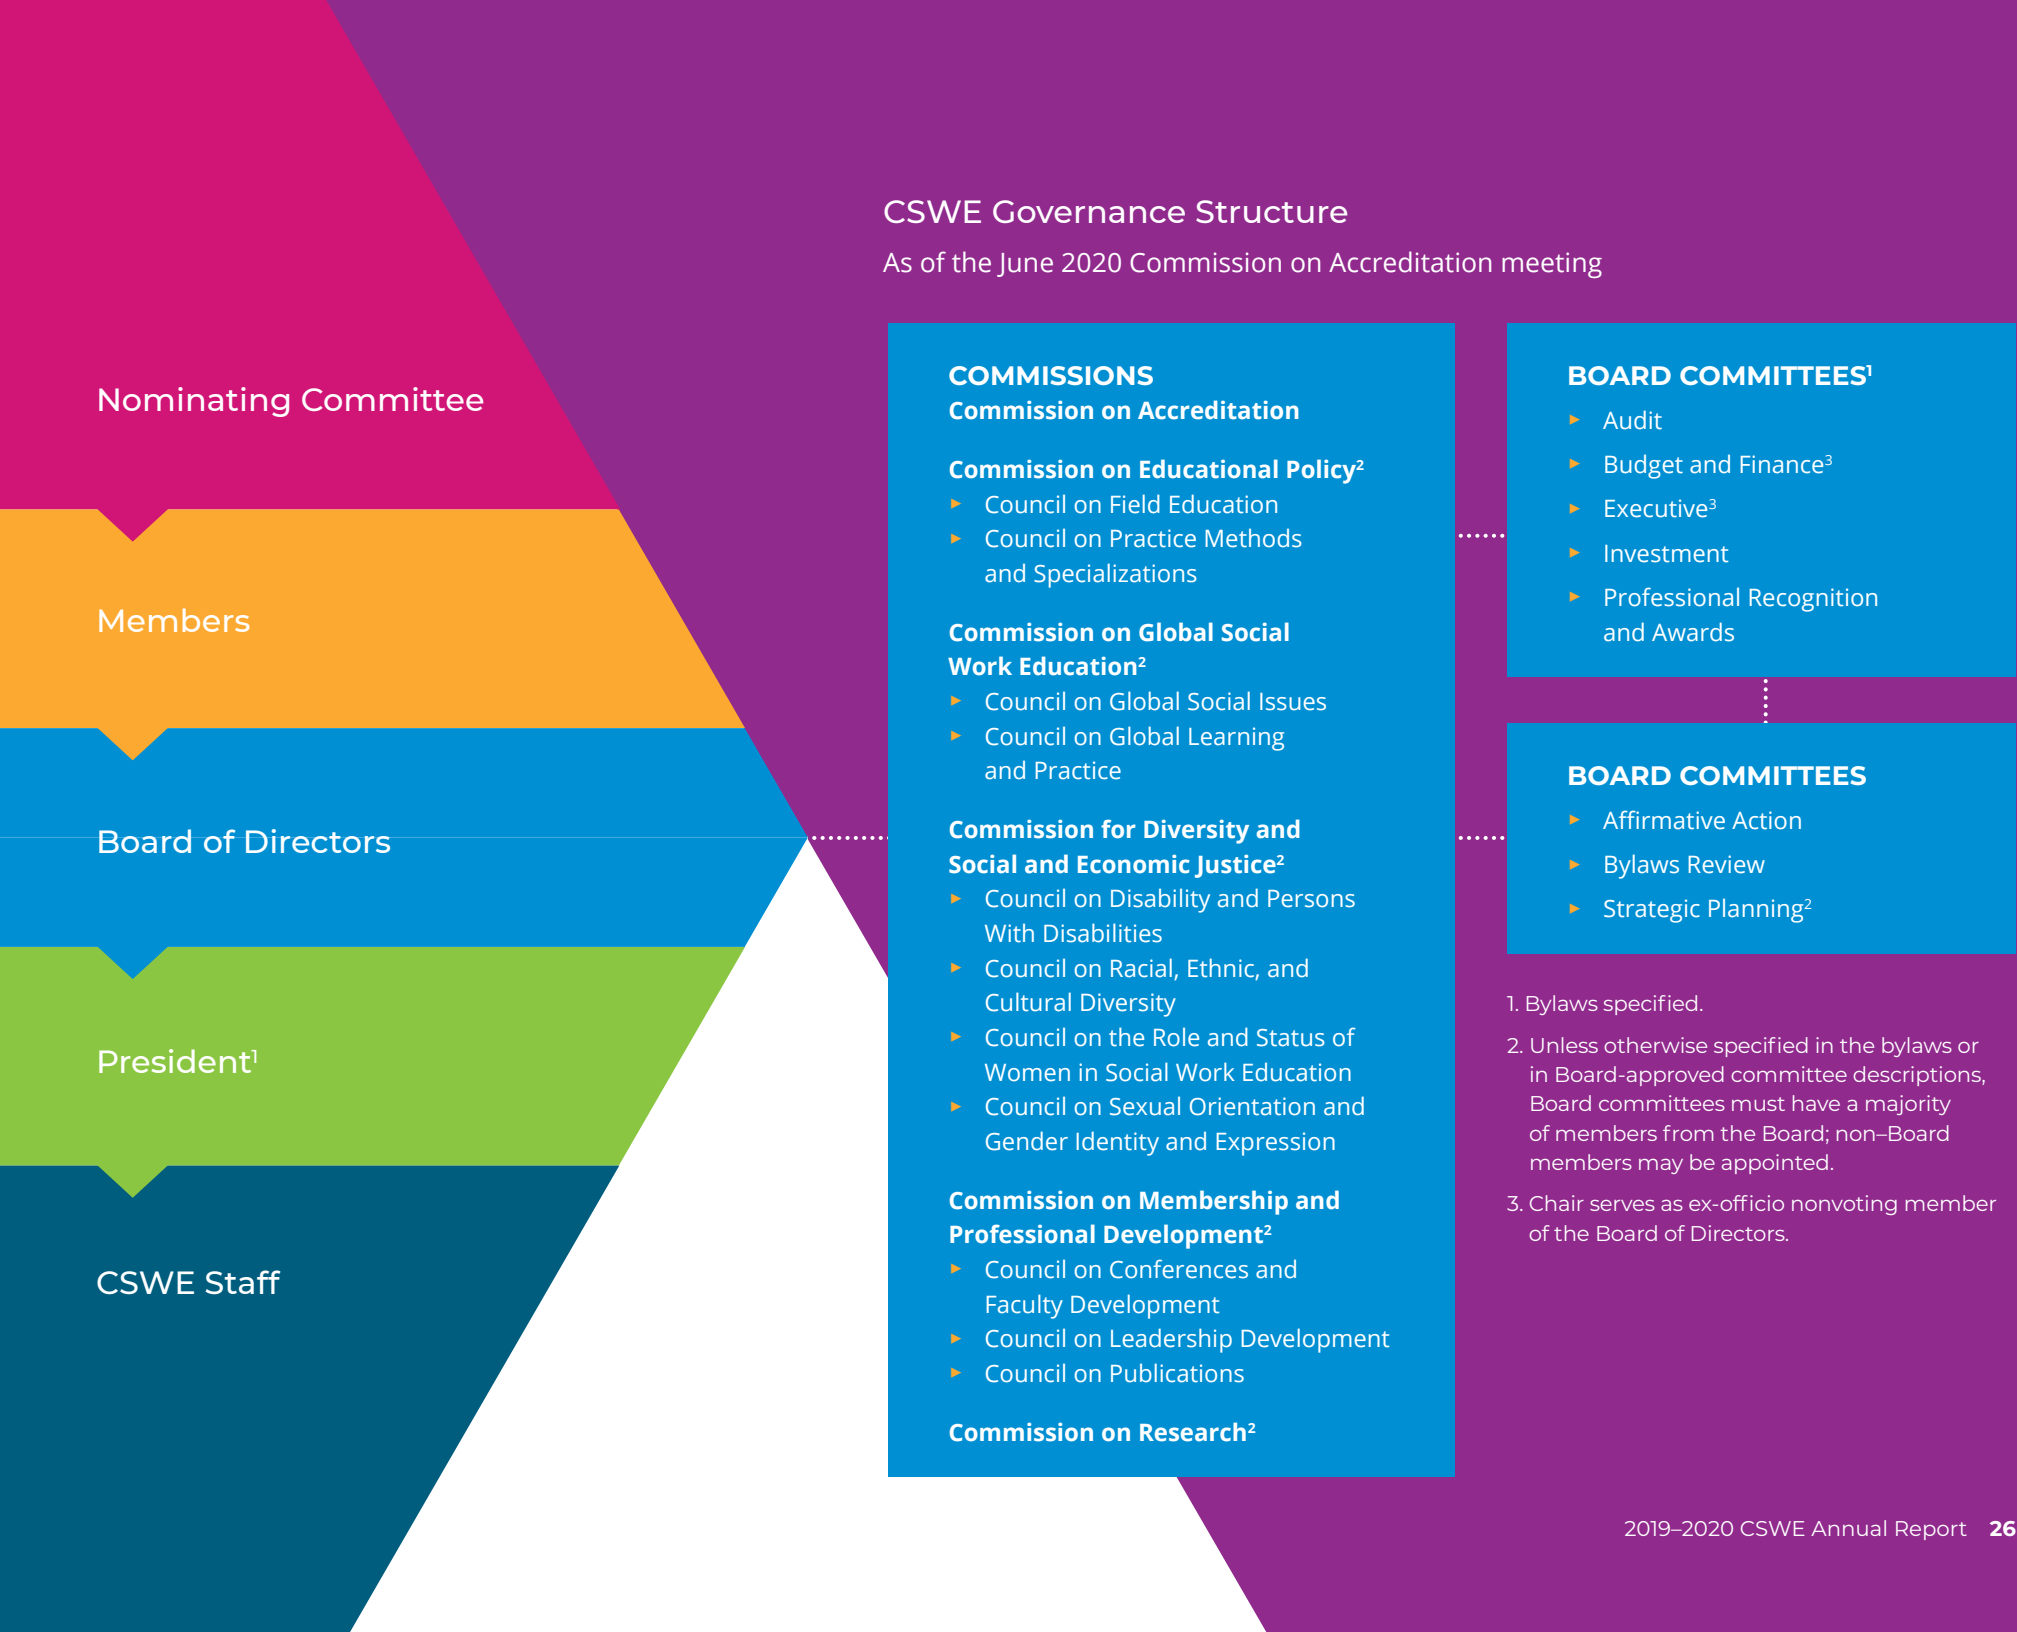 Nominating Committee
Members
Board of Directors
President¹
CSWE Staff
CSWE Governance Structure
As of the June 2020 Commission on Accreditation meeting
COMMISSIONS
Commission on Accreditation
Commission on Educational Policy²
▸ Council on Field Education
▸ Council on Practice Methods
and Specializations
Commission on Global Social
Work Education²
▸ Council on Global Social Issues
▸ Council on Global Learning
and Practice
Commission for Diversity and
Social and Economic Justice²
▸ Council on Disability and Persons
With Disabilities
▸ Council on Racial, Ethnic, and
Cultural Diversity
▸ Council on the Role and Status of
Women in Social Work Education
▸ Council on Sexual Orientation and
Gender Identity and Expression
Commission on Membership and
Professional Development²
▸ Council on Conferences and
Faculty Development
▸ Council on Leadership Development
▸ Council on Publications
Commission on Research²
BOARD COMMITTEES¹
▸ Audit
▸ Budget and Finance³
▸ Executive³
▸ Investment
▸ Professional Recognition
and Awards
BOARD COMMITTEES
▸ Affirmative Action
▸ Bylaws Review
▸ Strategic Planning²
1. Bylaws specified.
2. Unless otherwise specified in the bylaws or
in Board-approved committee descriptions,
Board committees must have a majority
of members from the Board; non–Board
members may be appointed.
3. Chair serves as ex-officio nonvoting member
of the Board of Directors.
2019–2020 CSWE Annual Report 26